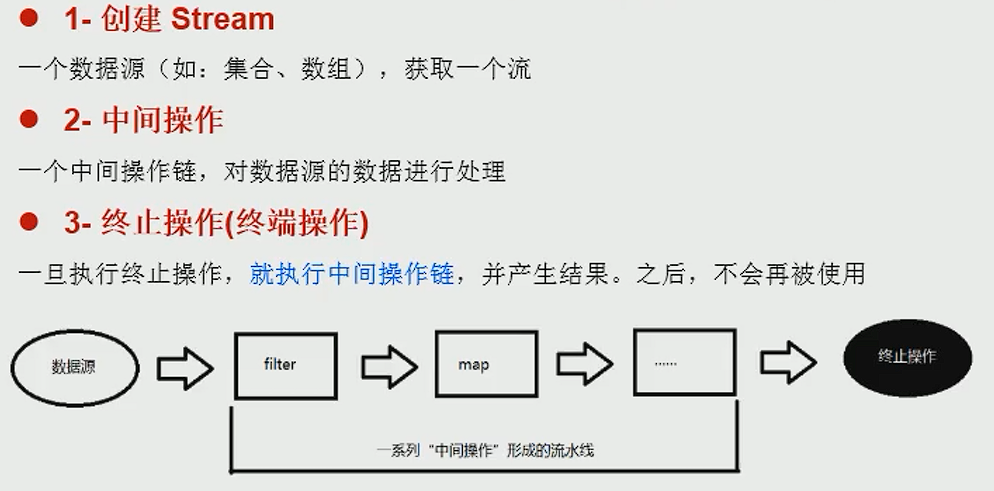 1- 创建 Stream
一个数据源（如：集合、数组），获取一个流
2- 中间操作
一个中间操作链，对数据源的数据进行处理
3- 终止操作(终端操作)
一旦执行终止操作，就执行中间操作链，并产生结果。之后，不会再被使用
数据源
filter
map
......
终止操作
一系列“中间操作”形成的流水线